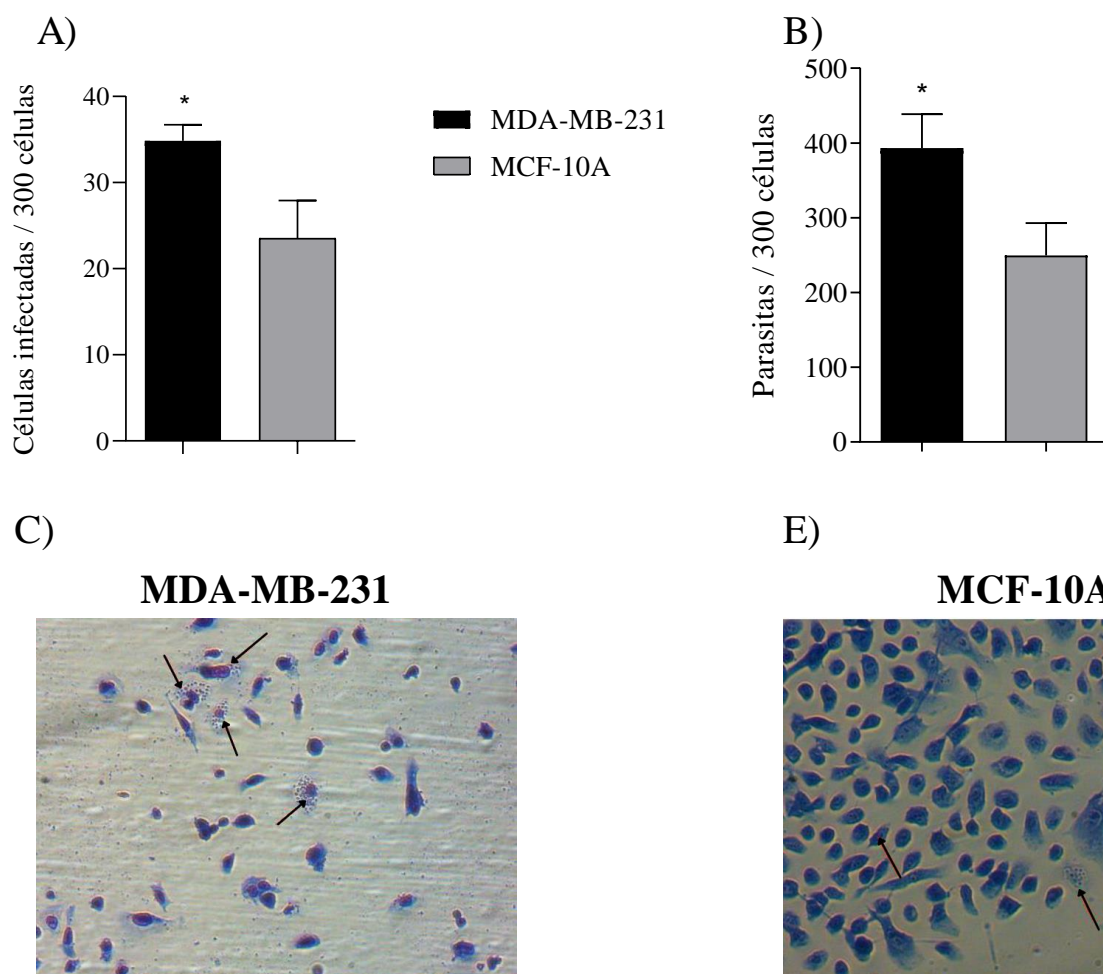 A)
Células infectadas / 300 células
40
30
20
10
0
*
MDA-MB-231
MCF-10A
B)
Parasitas / 300 células
500
400
300
200
100
0
*
C)
MDA-MB-231
E)
MCF-10A